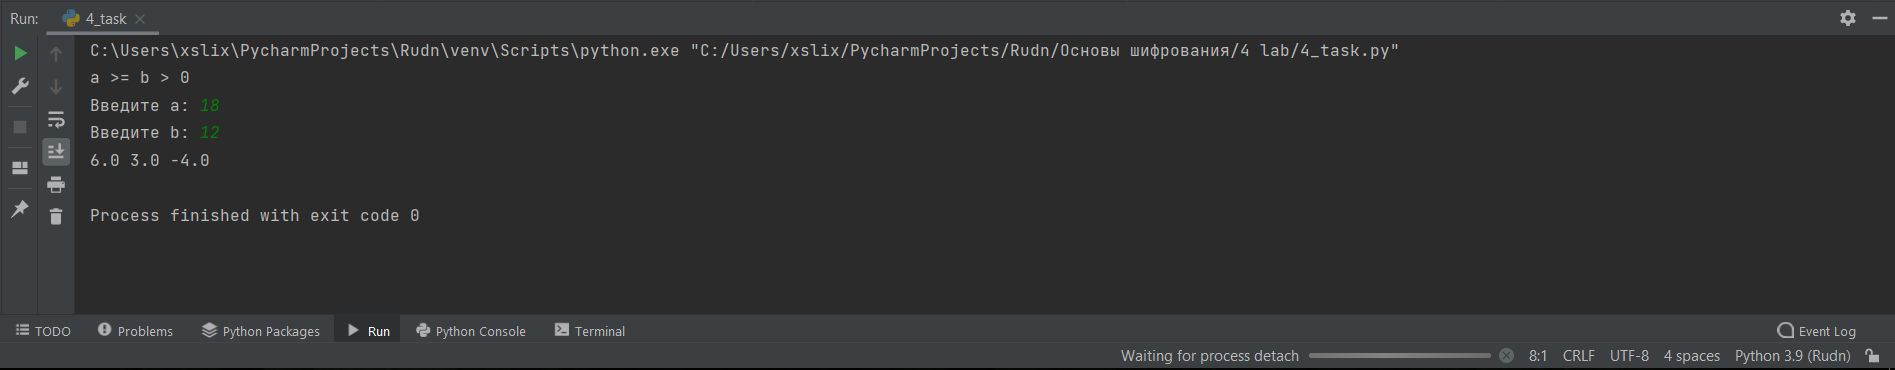 Run: 4_task
C:\Users\xslix\PycharmProjects\Rudn\venv\Scripts\python.exe "C:/Users/xslix/PycharmProjects/Rudn/Основы шифрования/4 lab/4_task.py"
a >= b > 0
Введите a: 18
Введите b: 12
6.0 3.0 -4.0
Process finished with exit code 0
TODO Problems Python Packages Run Python Console Terminal Event Log
Waiting for process detach 8:1 CRLF UTF-8 4 spaces Python 3.9 (Rudn)